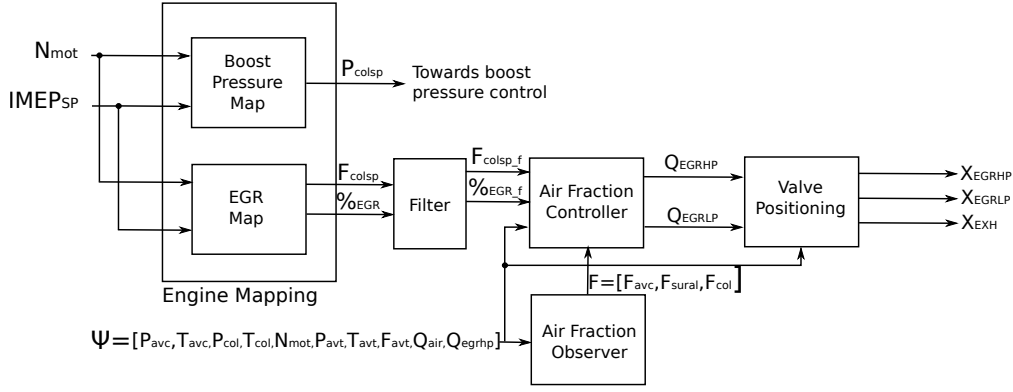 Nmot
IMEPSP
Boost
Pressure
Map
Pcolsp
Towards boost
pressure control
EGR
Map
Fcolsp
%EGR
Engine Mapping
Filter
Fcolsp_f
%EGR_f
Air Fraction
Controller
QEGRHP
QEGRLP
Valve
Positioning
XEGRHP
XEGRLP
XEXH
F=[Favc,Fsural,Fcol]
Ψ=[Pavc,Tavc,Pcol,Tcol,Nmot,Pavt,Tavt,Favt,Qair,Qegrhp]
Air Fraction
Observer